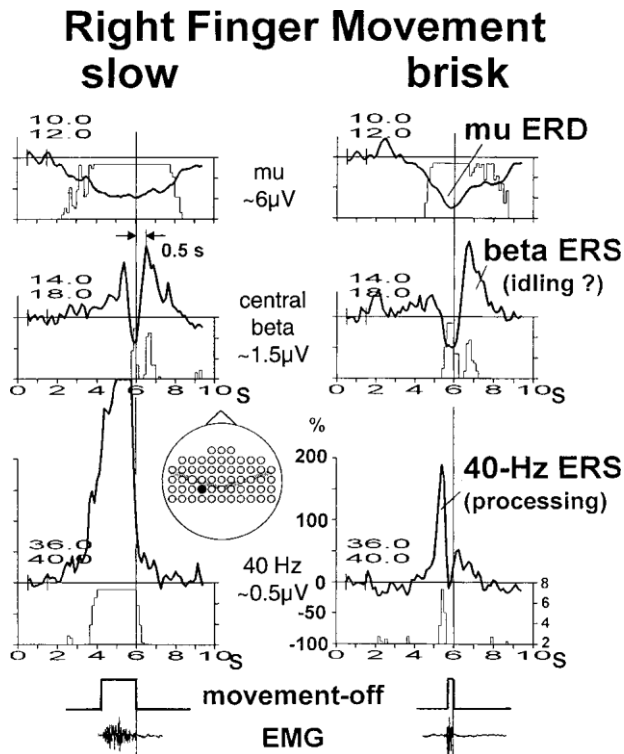 Right Finger Movement
slow
brisk
10.0
12.0
mu
~6µV
10.0
12.0
mu ERD
0.5 s
14.0
18.0
central
beta
~1.5µV
14.0
18.0
beta ERS
(idling ?)
0 2 4 6 8 10 S
0 2 4 6 8 10 S
%
200
150
100
50
0
-50
-100
40-Hz ERS
(processing)
36.0
40.0
40 Hz
~0.5µV
36.0
40.0
8
6
4
2
0 2 4 6 8 10 S
0 2 4 6 8 10 S
movement-off
EMG